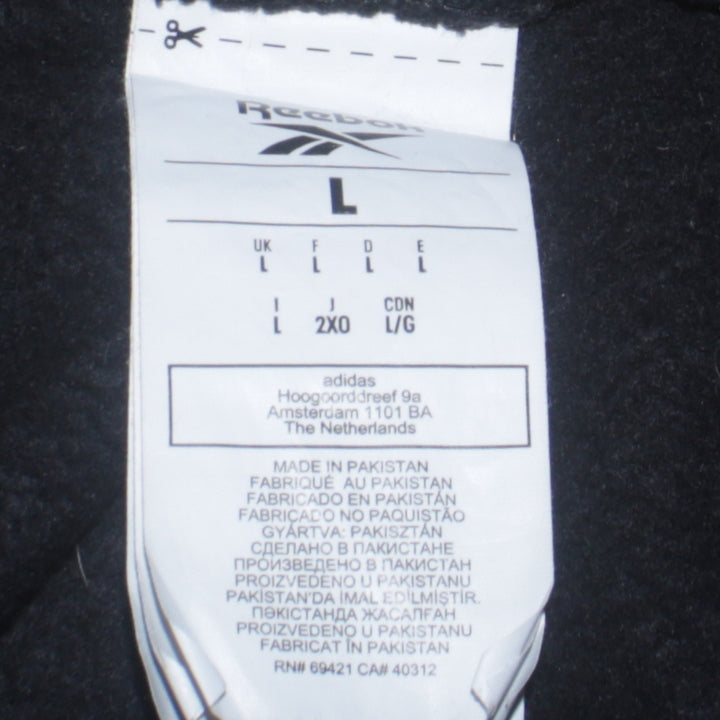 Reebok
L
UK F D E
L L L L
I J CDN
L 2XO L/G
adidas
Hoogoorddreef 9a
Amsterdam 1101 BA
The Netherlands
MADE IN PAKISTAN
FABRIQUÉ AU PAKISTAN
FABRICADO EN PAKISTÁN
FABRICADO NO PAQUISTÃO
GYÁRTVA: PAKISZTÁN
СДЕЛАНО В ПАКИСТАНЕ
ПРОИЗВЕДЕНО В ПАКИСТАН
PROIZVEDENO U PAKISTANU
PAKİSTAN'DA İMAL EDİLMİŞTİR.
ПӘКІСТАНДА ЖАСАЛҒАН
PROIZVEDENO U PAKISTANU
FABRICAT ÎN PAKISTAN
RN# 69421 CA# 40312